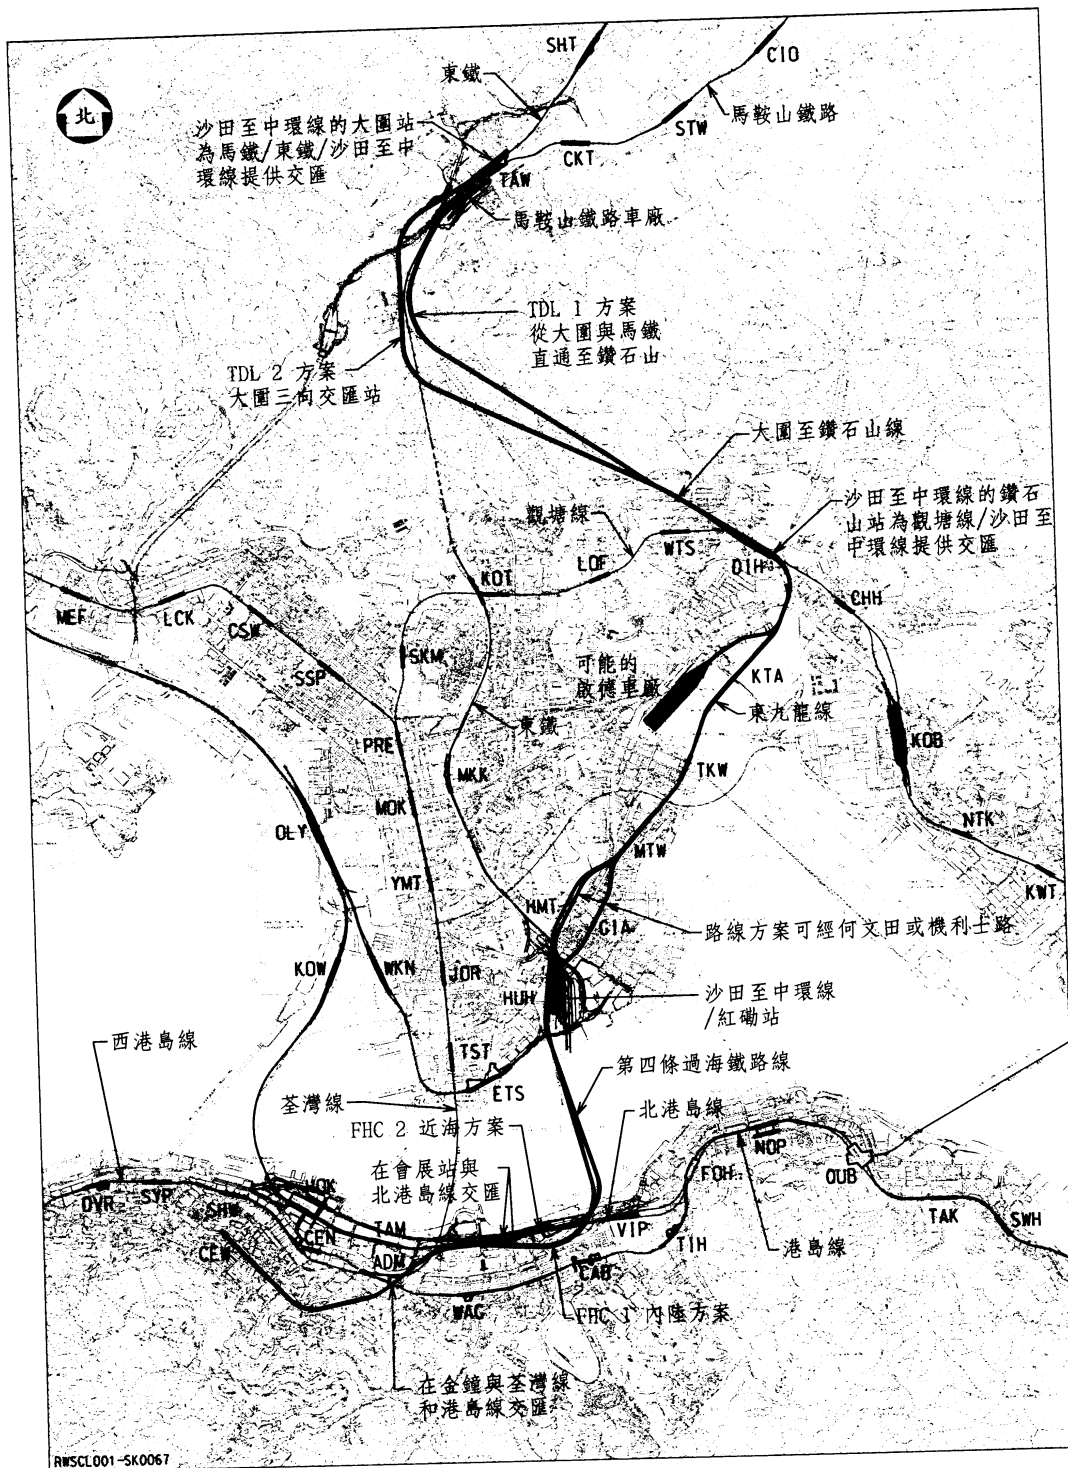 SHT
CIO
東鐵
北
馬鞍山鐵路
沙田至中環線的大圍站
為馬鐵/東鐵/沙田至中
環線提供交匯
STW
CKT
TAW
馬鞍山鐵路車廠
TDL 1 方案
從大圍與馬鐵
直通至鑽石山
TDL 2 方案
大圍三向交匯站
大圍至鑽石山線
沙田至中環線的鑽石
山站為觀塘線/沙田至
中環線提供交匯
觀塘線
WTS
LOF
DIH
KOT
CHH
MEF
LCK
CSW
SKM
SSP
可能的
啟德車廠
KTA
東九龍線
東鐵
PRE
KOB
MKK
TKW
MOK
OLY
NTK
MTW
YMT
KWT
HMT
GIA
路線方案可經何文田或機利士路
KOW
WKN
JOR
HUH
沙田至中環線
/紅磡站
西港島線
TST
ETS
第四條過海鐵路線
荃灣線
北港島線
FHC 2 近海方案
NOP
在會展站與
北港島線交匯
FOH
OUB
HOK
SYP
SHW
TAM
VIP
TAK
SWH
CEN
TIH
港島線
CEW
ADM
CAB
WAC
FHC 1 內陸方案
在金鐘與荃灣線
和港島線交匯
RWSCL001-SK0067